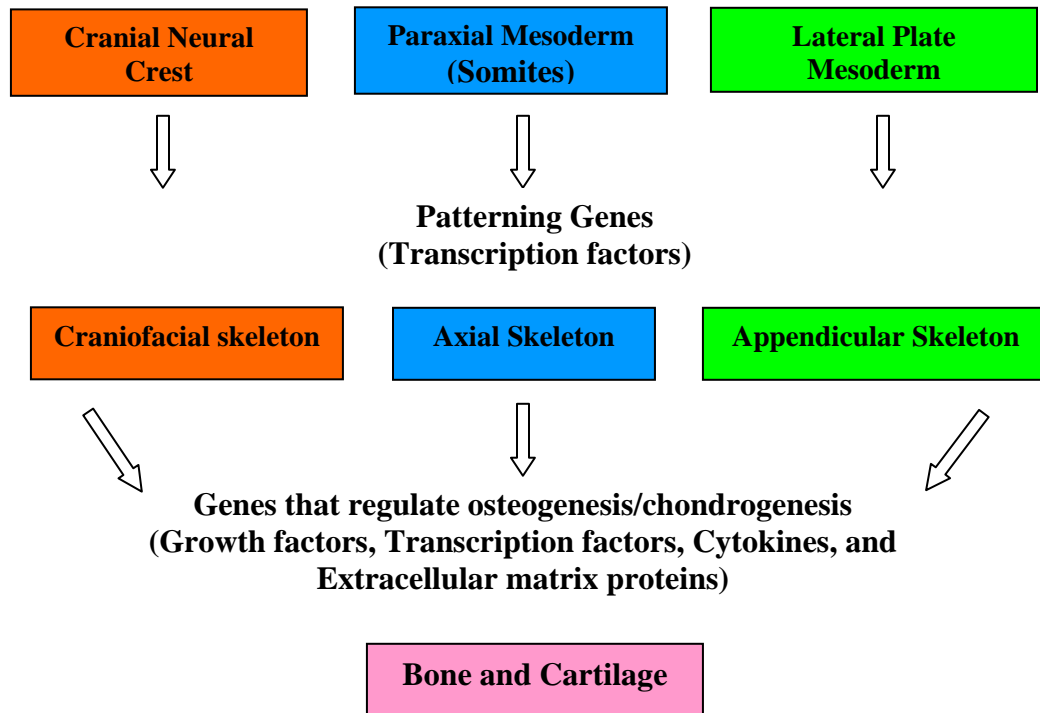 Cranial Neural
Crest
Paraxial Mesoderm
(Somites)
Lateral Plate
Mesoderm
Patterning Genes
(Transcription factors)
Craniofacial skeleton
Axial Skeleton
Appendicular Skeleton
Genes that regulate osteogenesis/chondrogenesis
(Growth factors, Transcription factors, Cytokines, and
Extracellular matrix proteins)
Bone and Cartilage